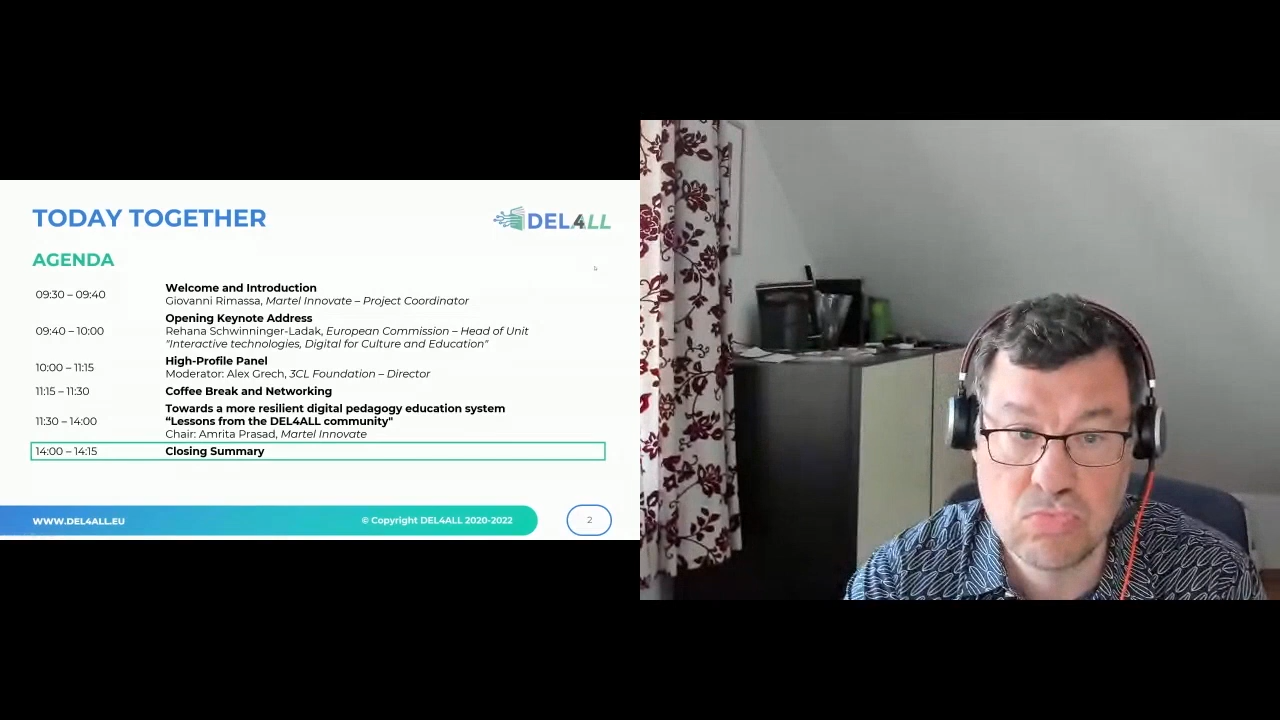 TODAY TOGETHER
DEL4ALL
AGENDA
09:30 – 09:40
Welcome and Introduction
Giovanni Rimassa, Martel Innovate – Project Coordinator
09:40 – 10:00
Opening Keynote Address
Rehana Schwinninger-Ladak, European Commission – Head of Unit
"Interactive technologies, Digital for Culture and Education"
10:00 – 11:15
High-Profile Panel
Moderator: Alex Grech, 3CL Foundation – Director
11:15 – 11:30
Coffee Break and Networking
11:30 – 14:00
Towards a more resilient digital pedagogy education system
“Lessons from the DEL4ALL community"
Chair: Amrita Prasad, Martel Innovate
14:00 – 14:15
Closing Summary
WWW.DEL4ALL.EU
© Copyright DEL4ALL 2020-2022
2